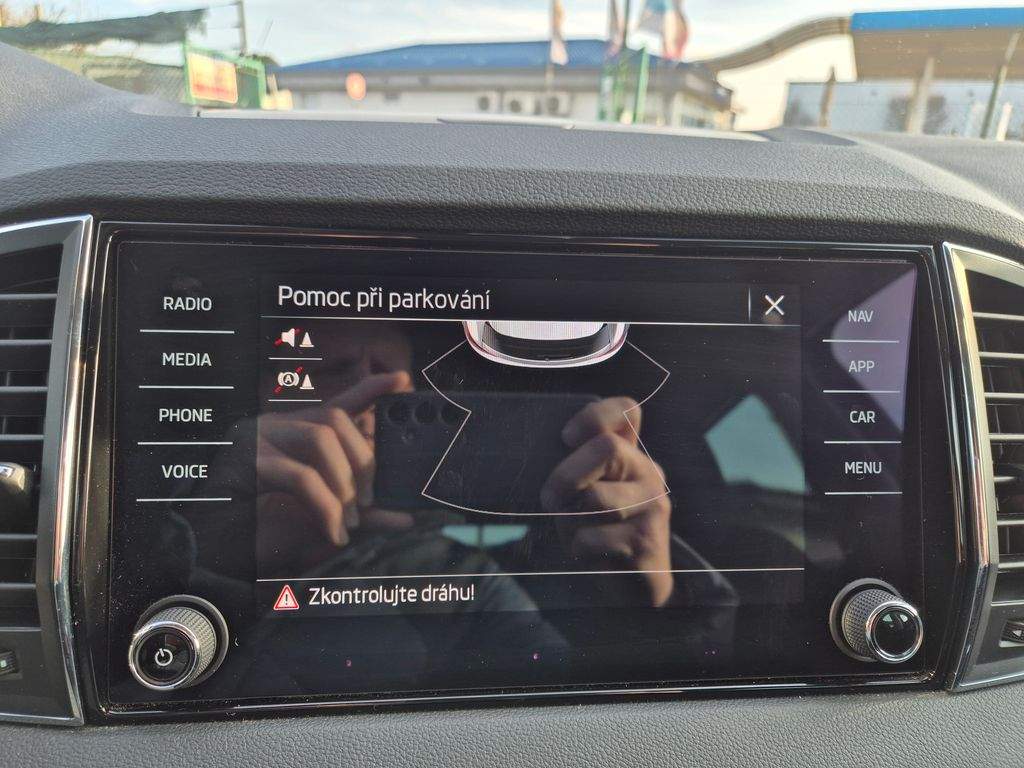 Pomoc při parkování
RADIO
MEDIA
PHONE
VOICE
NAV
APP
CAR
MENU
A
Zkontrolujte dráhu!